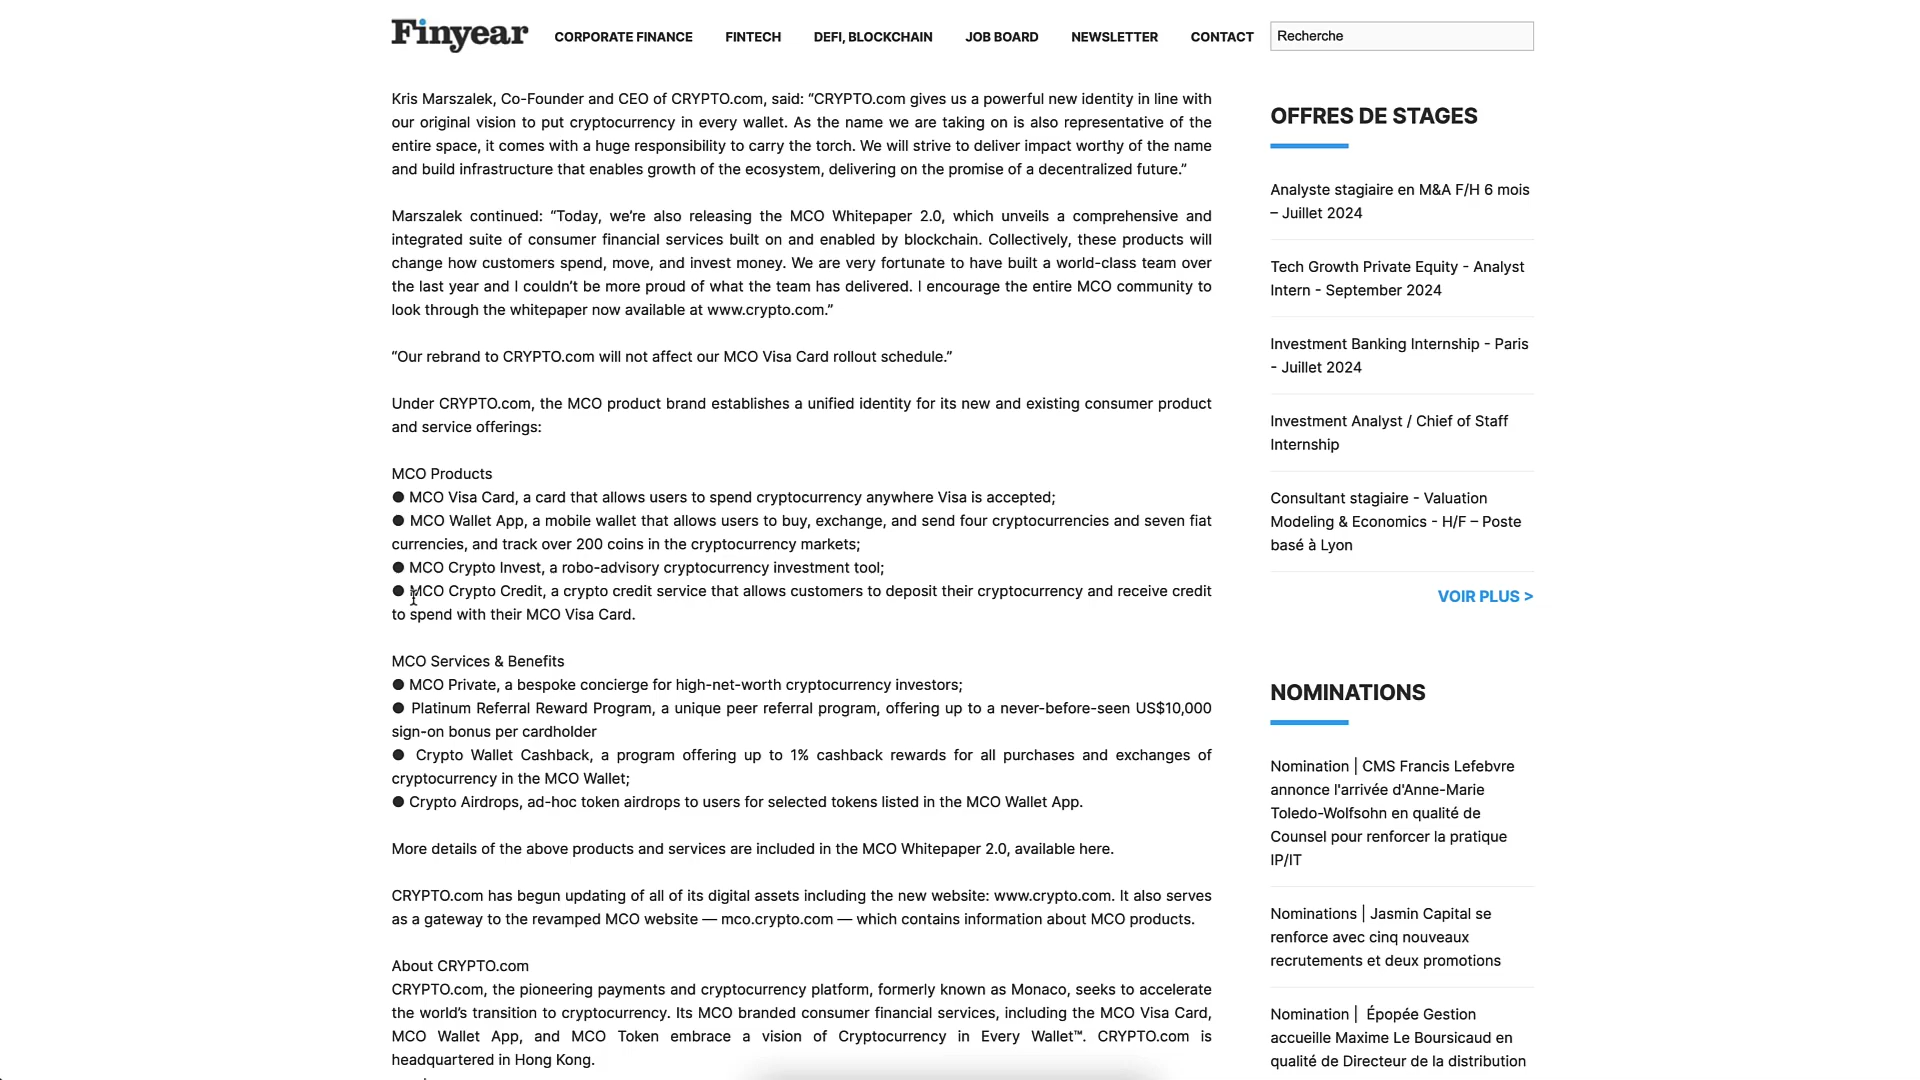 Finyear
CORPORATE FINANCE
FINTECH
DEFI, BLOCKCHAIN
JOB BOARD
NEWSLETTER
CONTACT
Recherche
Kris Marszalek, Co-Founder and CEO of CRYPTO.com, said: “CRYPTO.com gives us a powerful new identity in line with
our original vision to put cryptocurrency in every wallet. As the name we are taking on is also representative of the
entire space, it comes with a huge responsibility to carry the torch. We will strive to deliver impact worthy of the name
and build infrastructure that enables growth of the ecosystem, delivering on the promise of a decentralized future.”
Marszalek continued: “Today, we’re also releasing the MCO Whitepaper 2.0, which unveils a comprehensive and
integrated suite of consumer financial services built on and enabled by blockchain. Collectively, these products will
change how customers spend, move, and invest money. We are very fortunate to have built a world-class team over
the last year and I couldn’t be more proud of what the team has delivered. I encourage the entire MCO community to
look through the whitepaper now available at www.crypto.com.”
“Our rebrand to CRYPTO.com will not affect our MCO Visa Card rollout schedule.”
Under CRYPTO.com, the MCO product brand establishes a unified identity for its new and existing consumer product
and service offerings:
MCO Products
● MCO Visa Card, a card that allows users to spend cryptocurrency anywhere Visa is accepted;
● MCO Wallet App, a mobile wallet that allows users to buy, exchange, and send four cryptocurrencies and seven fiat
currencies, and track over 200 coins in the cryptocurrency markets;
● MCO Crypto Invest, a robo-advisory cryptocurrency investment tool;
● MCO Crypto Credit, a crypto credit service that allows customers to deposit their cryptocurrency and receive credit
to spend with their MCO Visa Card.
MCO Services & Benefits
● MCO Private, a bespoke concierge for high-net-worth cryptocurrency investors;
● Platinum Referral Reward Program, a unique peer referral program, offering up to a never-before-seen US$10,000
sign-on bonus per cardholder
● Crypto Wallet Cashback, a program offering up to 1% cashback rewards for all purchases and exchanges of
cryptocurrency in the MCO Wallet;
● Crypto Airdrops, ad-hoc token airdrops to users for selected tokens listed in the MCO Wallet App.
More details of the above products and services are included in the MCO Whitepaper 2.0, available here.
CRYPTO.com has begun updating of all of its digital assets including the new website: www.crypto.com. It also serves
as a gateway to the revamped MCO website — mco.crypto.com — which contains information about MCO products.
About CRYPTO.com
CRYPTO.com, the pioneering payments and cryptocurrency platform, formerly known as Monaco, seeks to accelerate
the world’s transition to cryptocurrency. Its MCO branded consumer financial services, including the MCO Visa Card,
MCO Wallet App, and MCO Token embrace a vision of Cryptocurrency in Every Wallet™. CRYPTO.com is
headquartered in Hong Kong.
OFFRES DE STAGES
Analyste stagiaire en M&A F/H 6 mois
– Juillet 2024
Tech Growth Private Equity - Analyst
Intern - September 2024
Investment Banking Internship - Paris
- Juillet 2024
Investment Analyst / Chief of Staff
Internship
Consultant stagiaire - Valuation
Modeling & Economics - H/F – Poste
basé à Lyon
VOIR PLUS >
NOMINATIONS
Nomination | CMS Francis Lefebvre
annonce l'arrivée d'Anne-Marie
Toledo-Wolfsohn en qualité de
Counsel pour renforcer la pratique
IP/IT
Nominations | Jasmin Capital se
renforce avec cinq nouveaux
recrutements et deux promotions
Nomination | Épopée Gestion
accueille Maxime Le Boursicaud en
qualité de Directeur de la distribution